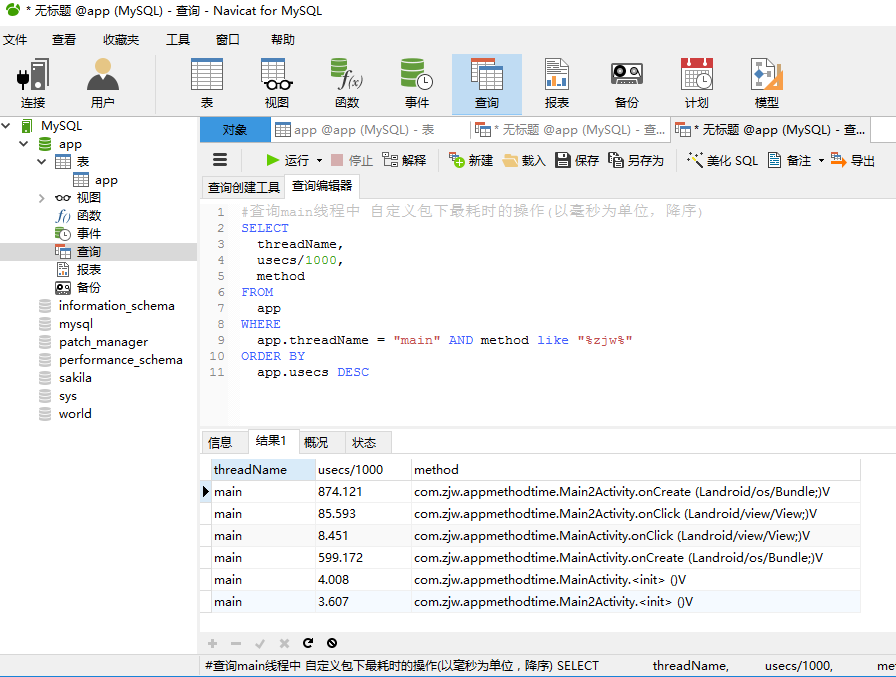 * 无标题 @app (MySQL) - 查询 - Navicat for MySQL
文件 查看 收藏夹 工具 窗口 帮助
连接 用户 表 视图 函数 事件 查询 报表 备份 计划 模型
MySQL
app
表
app
视图
函数
事件
查询
报表
备份
information_schema
mysql
patch_manager
performance_schema
sakila
sys
world
对象 app @app (MySQL) - 表 * 无标题 @app (MySQL) - 查... * 无标题 @app (MySQL) - 查...
运行 停止 解释 新建 载入 保存 另存为 美化 SQL 备注 导出
查询创建工具 查询编辑器
1 #查询main线程中 自定义包下最耗时的操作(以毫秒为单位，降序)
2 SELECT
3 threadName,
4 usecs/1000,
5 method
6 FROM
7 app
8 WHERE
9 app.threadName = "main" AND method like "%zjw%"
10 ORDER BY
11 app.usecs DESC
信息 结果1 概况 状态
threadName usecs/1000 method
main 874.121 com.zjw.appmethodtime.Main2Activity.onCreate (Landroid/os/Bundle;)V
main 85.593 com.zjw.appmethodtime.Main2Activity.onClick (Landroid/view/View;)V
main 8.451 com.zjw.appmethodtime.MainActivity.onClick (Landroid/view/View;)V
main 599.172 com.zjw.appmethodtime.MainActivity.onCreate (Landroid/os/Bundle;)V
main 4.008 com.zjw.appmethodtime.MainActivity.<init> ()V
main 3.607 com.zjw.appmethodtime.Main2Activity.<init> ()V
#查询main线程中 自定义包下最耗时的操作(以毫秒为单位，降序) SELECT threadName, usecs/1000, me